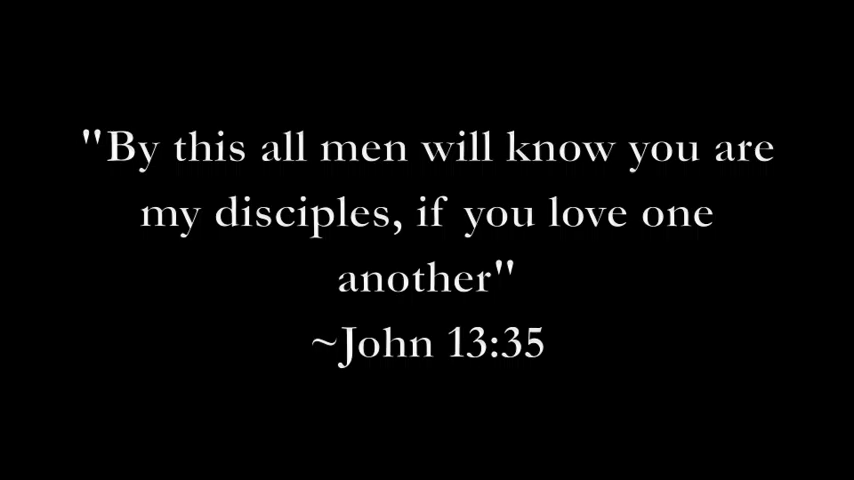 "By this all men will know you are
my disciples, if you love one
another"
~John 13:35